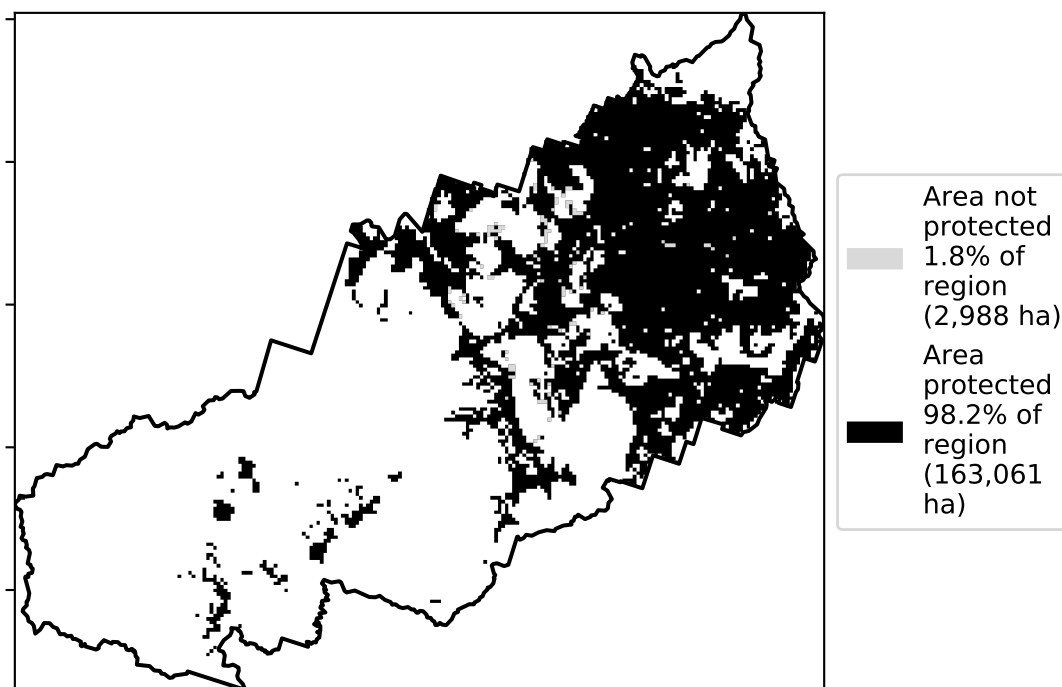 Area not
protected
1.8% of
region
(2,988 ha)
Area
protected
98.2% of
region
(163,061
ha)